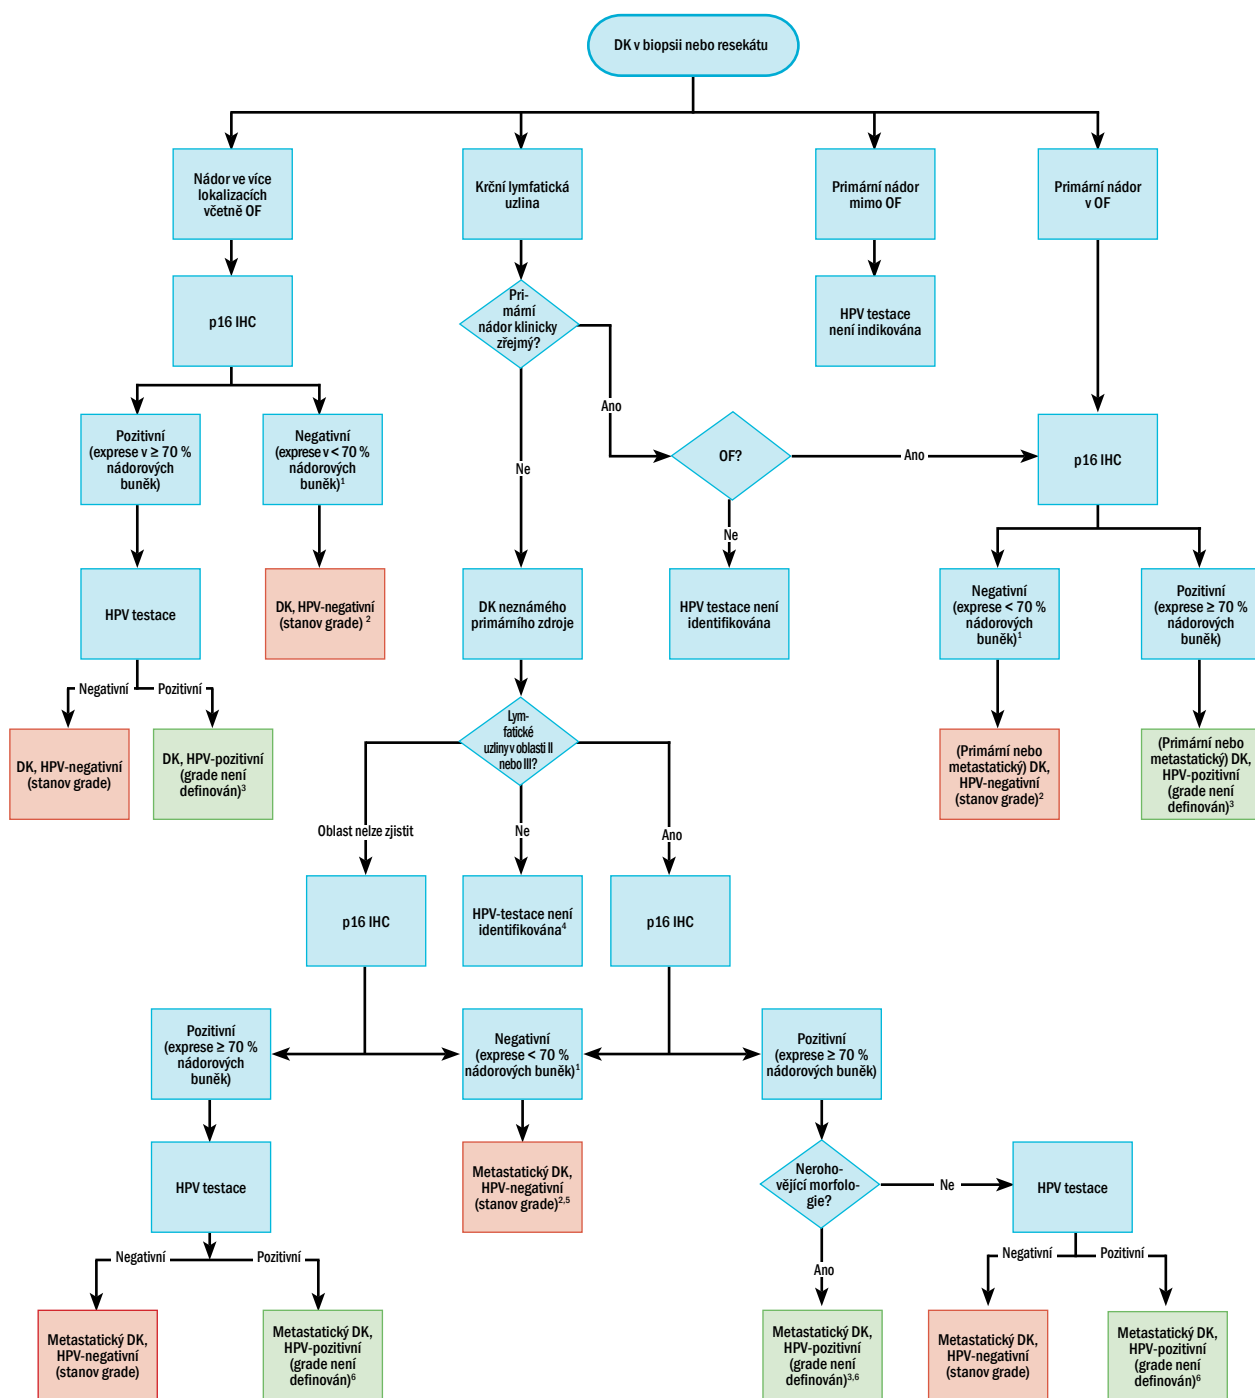 DK v biopsii nebo resekátu
Nádor ve více
lokalizacích
včetně OF
Krční lymfatická
uzlina
Primární nádor
mimo OF
Primární nádor
v OF
p16 IHC
Pri-
mární
nádor klinicky
zřejmý?
HPV testace
není indikována
Ano
Pozitivní
(exprese v ≥ 70 %
nádorových
buněk)
Negativní
(exprese v < 70 %
nádorových
buněk)1
Ne
OF?
Ano
p16 IHC
Ne
HPV testace
DK, HPV-negativní
(stanov grade) 2
DK neznámého
primárního zdroje
HPV testace není
identifikována
Negativní
(exprese < 70 %
nádorových
buněk)1
Pozitivní
(exprese ≥ 70 %
nádorových
buněk)
Negativní
Pozitivní
DK, HPV-negativní
(stanov grade)
DK, HPV-pozitivní
(grade není
definován)3
Lym-
fatické
uzliny v oblasti II
nebo III?
(Primární nebo
metastatický) DK,
HPV-negativní
(stanov grade)2
(Primární nebo
metastatický) DK,
HPV-pozitivní
(grade není
definován)3
Oblast nelze zjistit
Ne
Ano
p16 IHC
HPV-testace není
identifikována4
p16 IHC
Pozitivní
(exprese ≥ 70 %
nádorových
buněk)
Negativní
(exprese < 70 %
nádorových buněk)1
Pozitivní
(exprese ≥ 70 %
nádorových buněk)
HPV testace
Metastatický DK,
HPV-negativní
(stanov grade)2,5
Neroho-
vějící morfolo-
gie?
Ne
HPV testace
Negativní
Pozitivní
Ano
Negativní
Pozitivní
Metastatický DK,
HPV-negativní
(stanov grade)
Metastatický DK,
HPV-pozitivní
(grade není
definován)6
Metastatický DK,
HPV-pozitivní
(grade není
definován)3,6
Metastatický DK,
HPV-negativní
(stanov grade)
Metastatický DK,
HPV-pozitivní
(grade není
definován)6